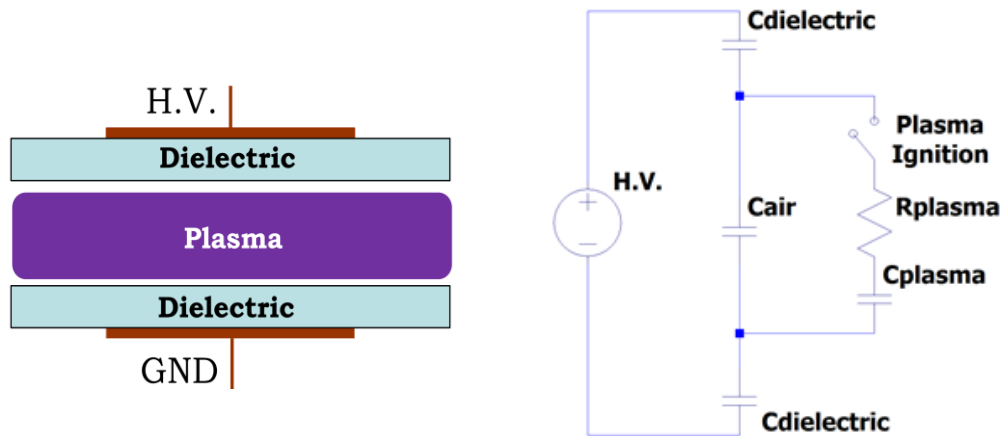 H.V.
Dielectric
Plasma
Dielectric
GND
Cdielectric
Plasma
Ignition
H.V.
Rplasma
Cair
Cplasma
Cdielectric